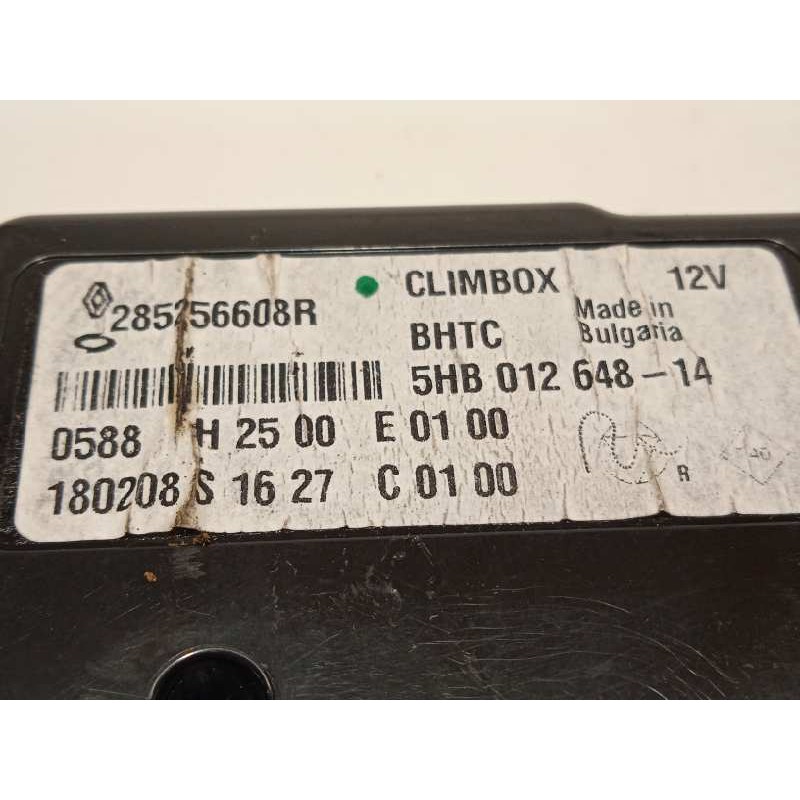 285256608R
CLIMBOX 12V
BHTC
Made in
Bulgaria
5HB 012 648-14
0588 H 25 00 E 01 00
180208 S 16 27 C 01 00
R